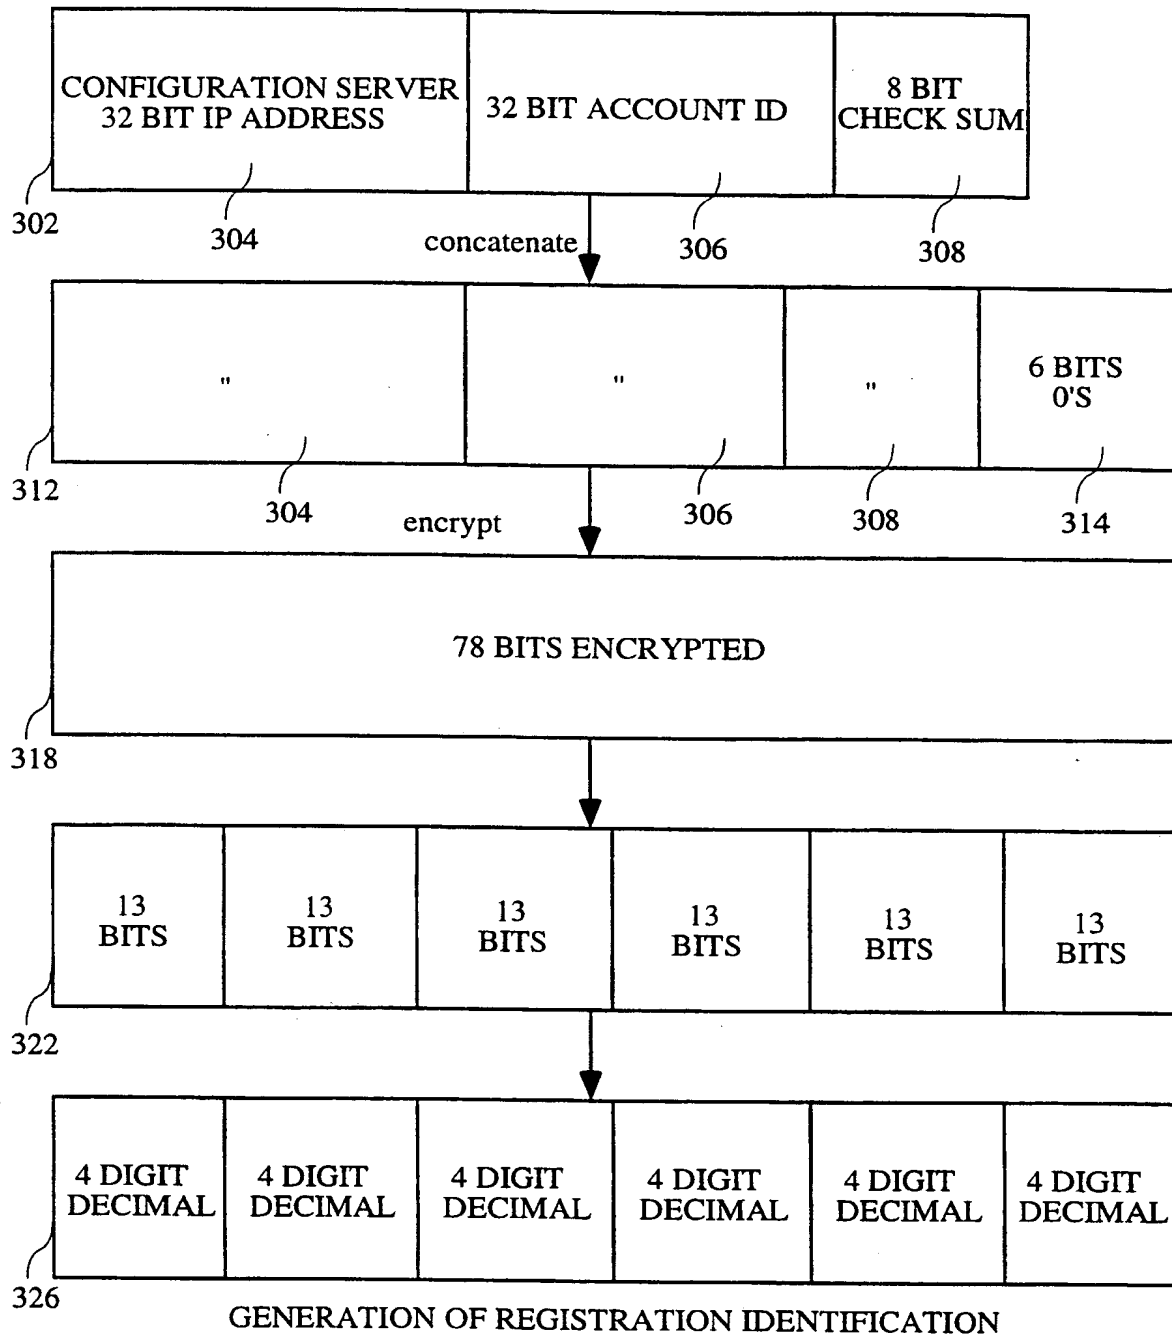 CONFIGURATION SERVER
32 BIT IP ADDRESS
32 BIT ACCOUNT ID
8 BIT
CHECK SUM
302
304
306
308
concatenate
"
"
"
6 BITS
0'S
312
304
306
308
314
encrypt
78 BITS ENCRYPTED
318
13
BITS
13
BITS
13
BITS
13
BITS
13
BITS
13
BITS
322
4 DIGIT
DECIMAL
4 DIGIT
DECIMAL
4 DIGIT
DECIMAL
4 DIGIT
DECIMAL
4 DIGIT
DECIMAL
4 DIGIT
DECIMAL
326
GENERATION OF REGISTRATION IDENTIFICATION